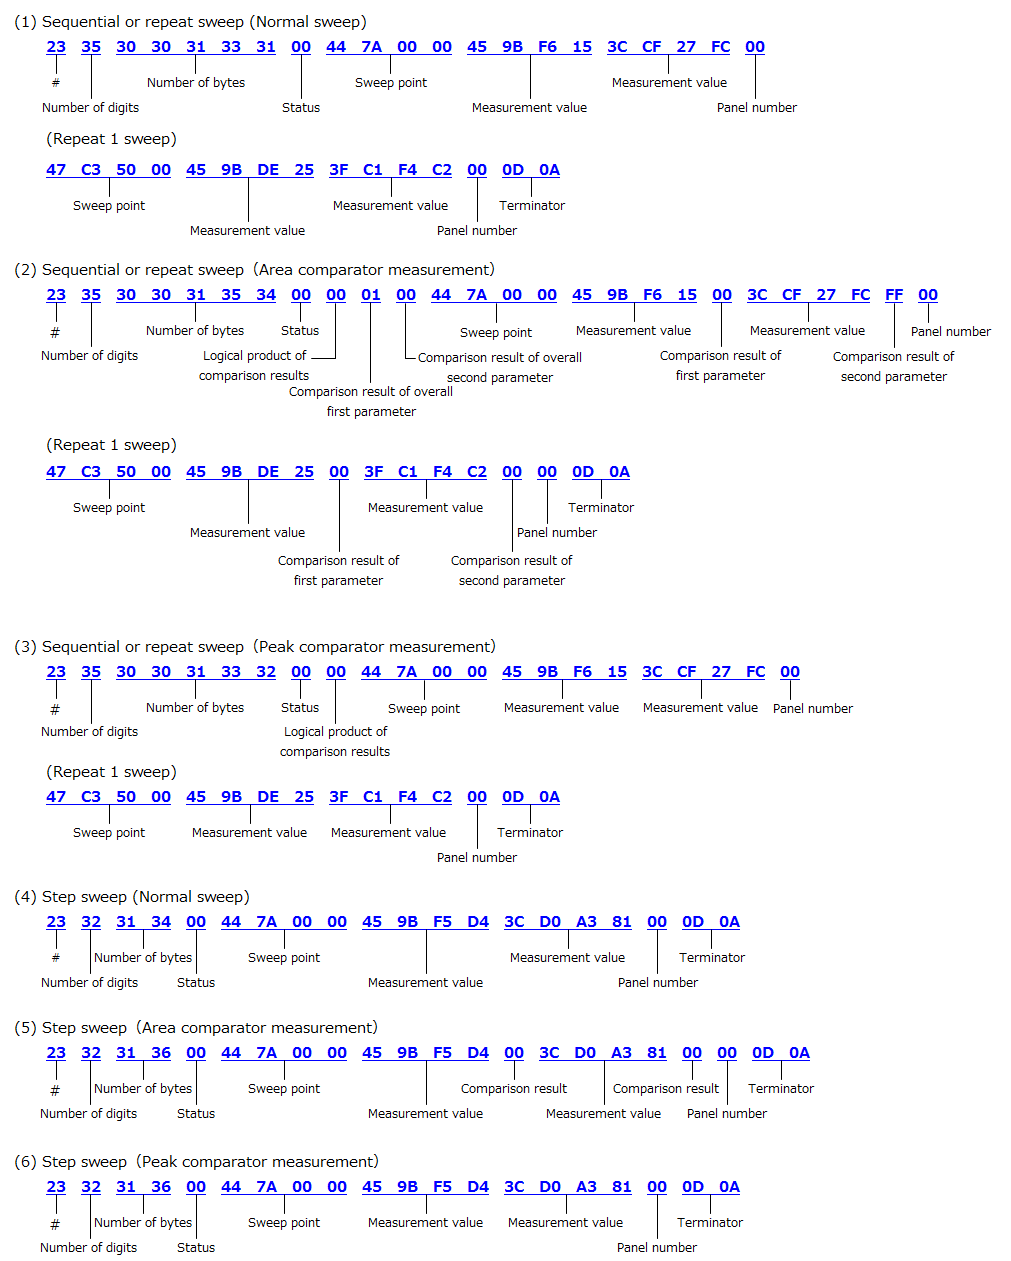 (1) Sequential or repeat sweep (Normal sweep)
23 35 30 30 31 33 31 00 44 7A 00 00 45 9B F6 15 3C CF 27 FC 00
# Number of bytes Sweep point Measurement value
Number of digits Status Measurement value Panel number
(Repeat 1 sweep)
47 C3 50 00 45 9B DE 25 3F C1 F4 C2 00 0D 0A
Sweep point Measurement value Terminator
Measurement value Panel number
(2) Sequential or repeat sweep (Area comparator measurement)
23 35 30 30 31 35 34 00 00 01 00 44 7A 00 00 45 9B F6 15 00 3C CF 27 FC FF 00
# Number of bytes Status Sweep point Measurement value Measurement value Panel number
Number of digits Logical product of Comparison result of overall Comparison result of Comparison result of
comparison results second parameter first parameter second parameter
Comparison result of overall
first parameter
(Repeat 1 sweep)
47 C3 50 00 45 9B DE 25 00 3F C1 F4 C2 00 00 0D 0A
Sweep point Measurement value Terminator
Measurement value Panel number
Comparison result of Comparison result of
first parameter second parameter
(3) Sequential or repeat sweep (Peak comparator measurement)
23 35 30 30 31 33 32 00 00 44 7A 00 00 45 9B F6 15 3C CF 27 FC 00
# Number of bytes Status Sweep point Measurement value Measurement value Panel number
Number of digits Logical product of
comparison results
(Repeat 1 sweep)
47 C3 50 00 45 9B DE 25 3F C1 F4 C2 00 0D 0A
Sweep point Measurement value Measurement value Terminator
Panel number
(4) Step sweep (Normal sweep)
23 32 31 34 00 44 7A 00 00 45 9B F5 D4 3C D0 A3 81 00 0D 0A
# Number of bytes Sweep point Measurement value Terminator
Number of digits Status Measurement value Panel number
(5) Step sweep (Area comparator measurement)
23 32 31 36 00 44 7A 00 00 45 9B F5 D4 00 3C D0 A3 81 00 00 0D 0A
# Number of bytes Sweep point Comparison result Comparison result Terminator
Number of digits Status Measurement value Measurement value Panel number
(6) Step sweep (Peak comparator measurement)
23 32 31 36 00 44 7A 00 00 45 9B F5 D4 3C D0 A3 81 00 0D 0A
# Number of bytes Sweep point Measurement value Measurement value Terminator
Number of digits Status Panel number